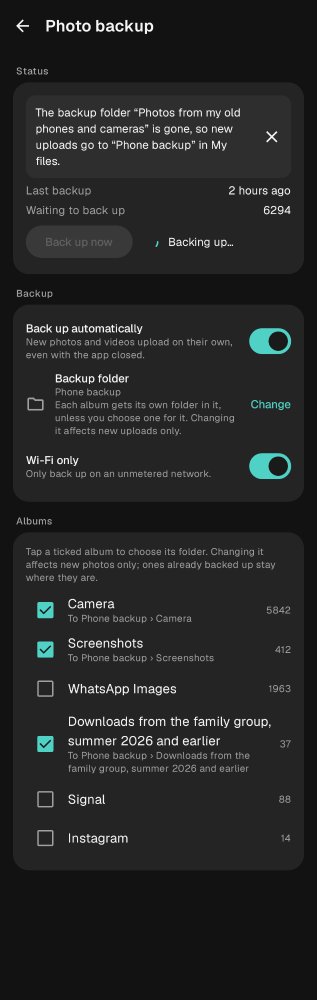 Photo backup
Status
The backup folder “Photos from my old
phones and cameras” is gone, so new
uploads go to “Phone backup” in My
files.
Last backup 2 hours ago
Waiting to back up 6294
Back up now Backing up…
Backup
Back up automatically
New photos and videos upload on their own,
even with the app closed.
Backup folder
Phone backup
Each album gets its own folder in it,
unless you choose one for it. Changing
it affects new uploads only.
Change
Wi-Fi only
Only back up on an unmetered network.
Albums
Tap a ticked album to choose its folder. Changing it
affects new photos only; ones already backed up stay
where they are.
Camera 5842
To Phone backup › Camera
Screenshots 412
To Phone backup › Screenshots
WhatsApp Images 1963
Downloads from the family group,
summer 2026 and earlier 37
To Phone backup › Downloads from the
family group, summer 2026 and earlier
Signal 88
Instagram 14